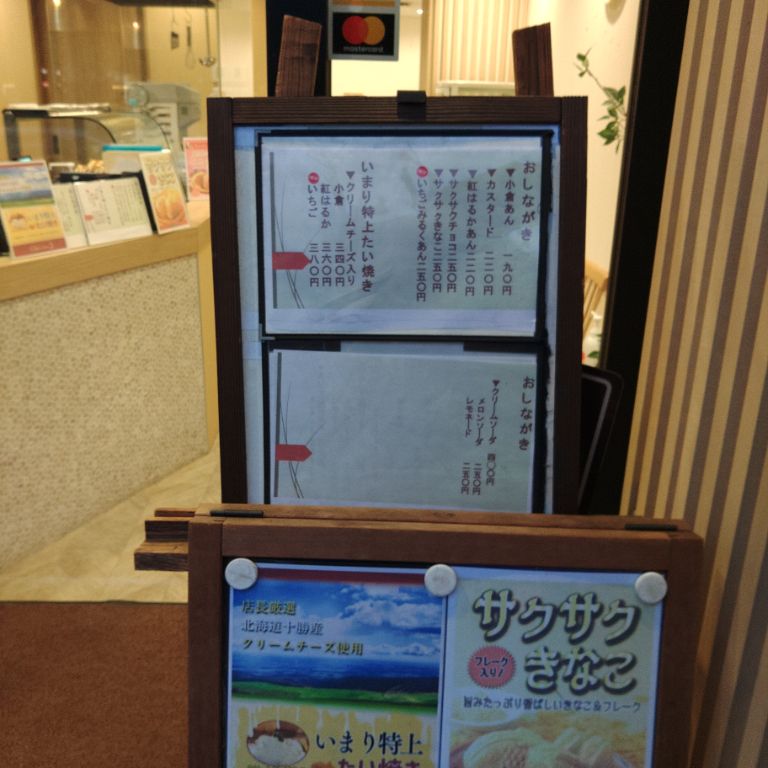 mastercard
おしながき
▼小倉あん 一九〇円
▼カスタード 二二〇円
▼紅はるかあん二二〇円
▼サクサクチョコ二五〇円
▼サクサクきなこ二五〇円
いちごみるくあん二五〇円
いまり特上たい焼き
▼クリームチーズ入り
小倉 三四〇円
紅はるか 三六〇円
いちご 三八〇円
おしながき
▼クリームソーダ 四〇〇円
メロンソーダ 二五〇円
レモネード 二五〇円
店長厳選
北海道十勝産
クリームチーズ使用
いまり特上
たい焼き
サクサク
きなこ
フレーク
入り!
旨みたっぷり香ばしいきなこ&フレーク